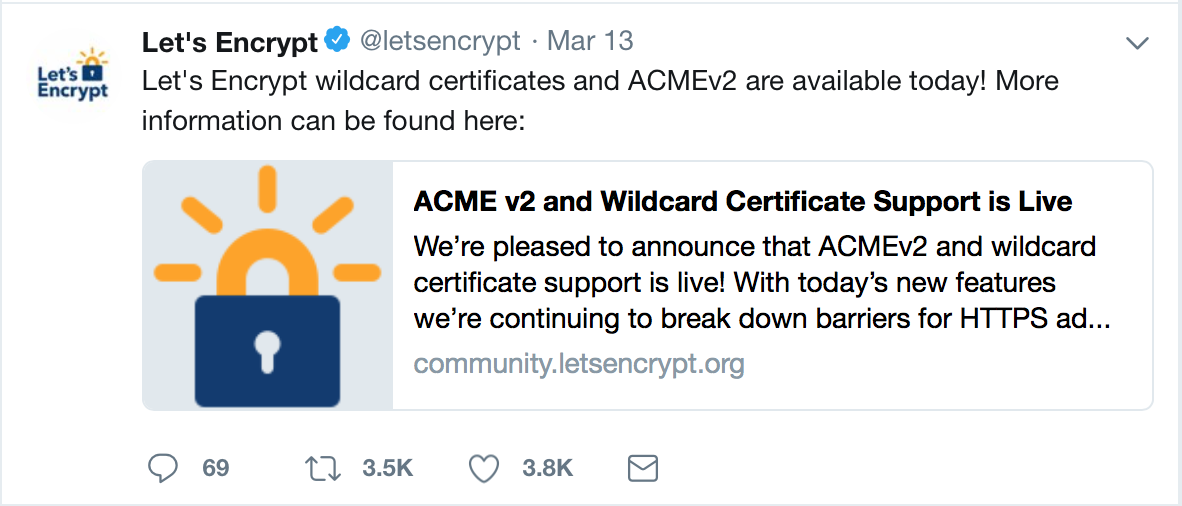 Let's Encrypt @letsencrypt · Mar 13
Let's Encrypt
Let's Encrypt wildcard certificates and ACMEv2 are available today! More
information can be found here:
ACME v2 and Wildcard Certificate Support is Live
We’re pleased to announce that ACMEv2 and wildcard
certificate support is live! With today’s new features
we’re continuing to break down barriers for HTTPS ad...
community.letsencrypt.org
69 3.5K 3.8K